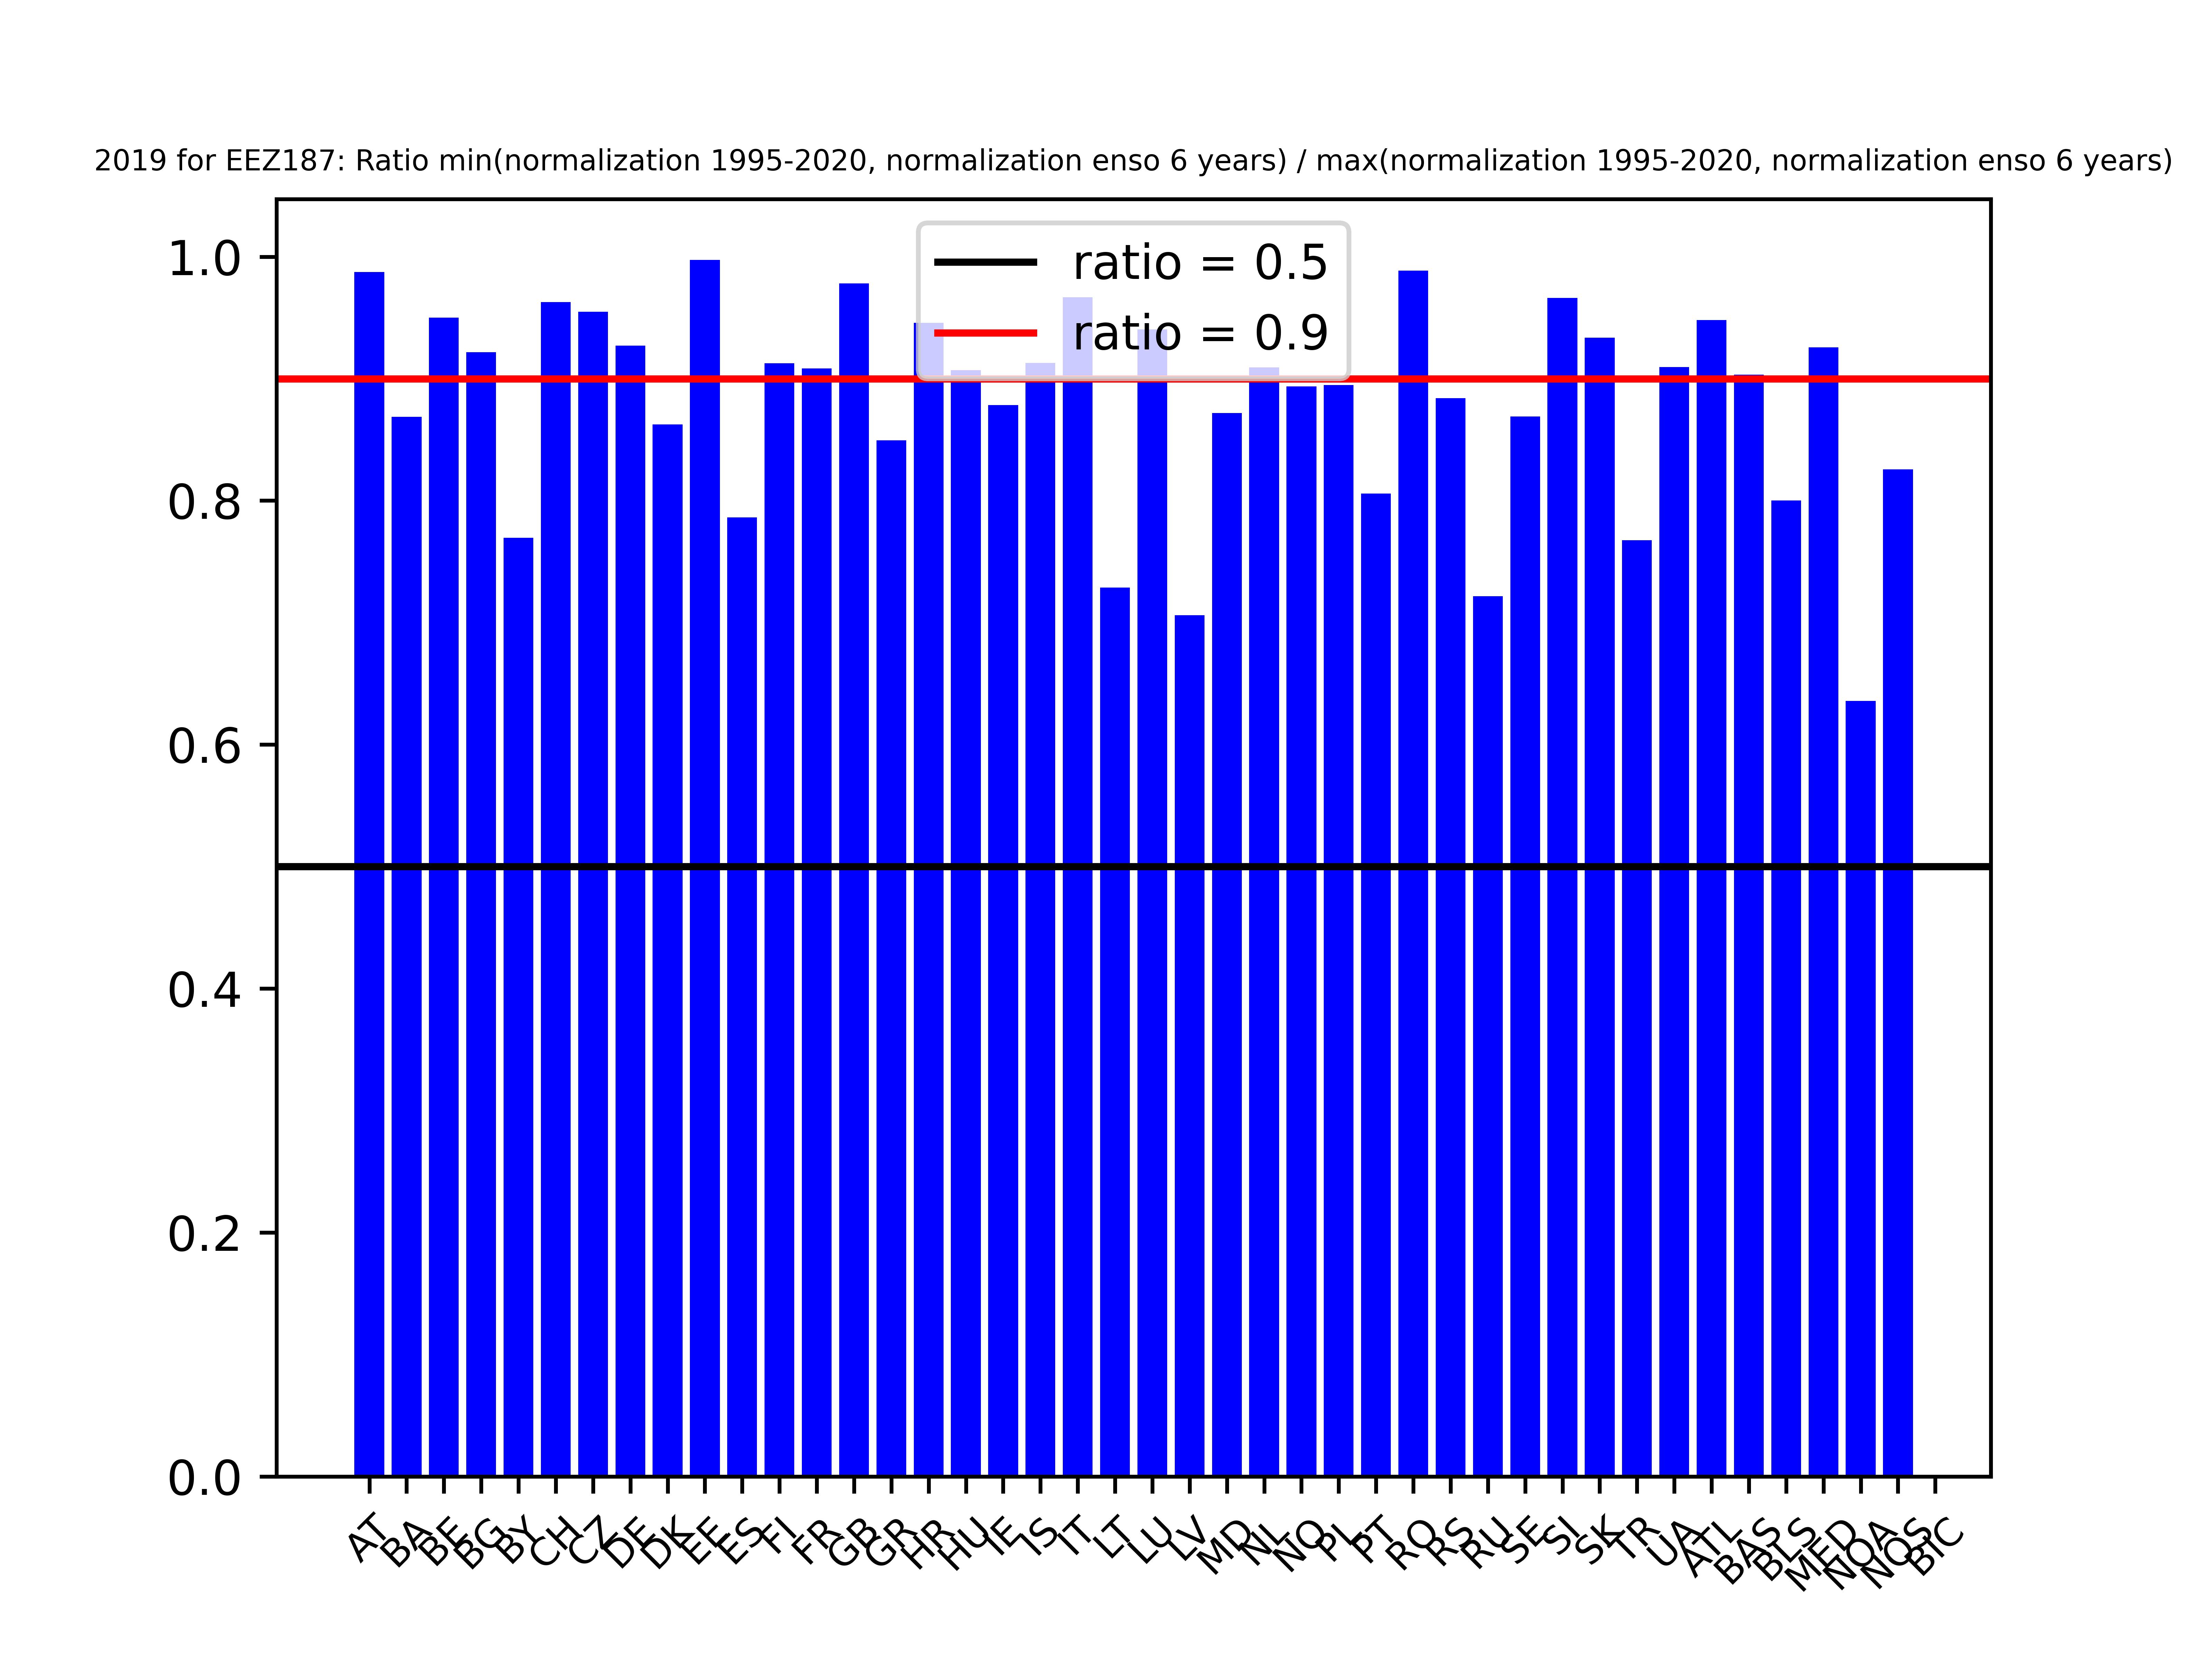 2019 for EEZ187: Ratio min(normalization 1995-2020, normalization enso 6 years) / max(normalization 1995-2020, normalization enso 6 years)
ratio = 0.5
ratio = 0.9
1.0
0.8
0.6
0.4
0.2
0.0
AT BA BE BG BY CH CZ DE DK EE ES FI FR GB GR HR HU IE IS IT LT LU LV MD NL NO PL PT RO RS RU SE SI SK TR UA ATL BAS BLS MED NOA NOS BIC